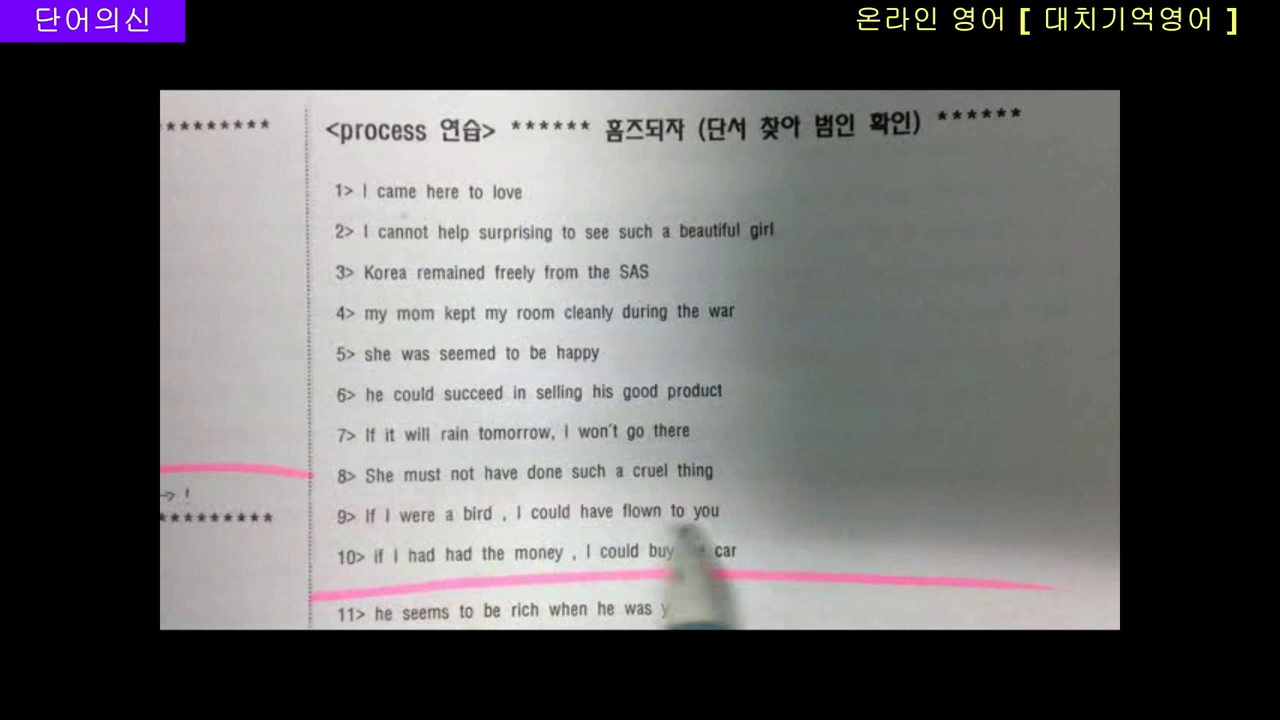 단어의신
온라인 영어 [ 대치기억영어 ]
********* <process 연습> ****** 홈즈되자 (단서 찾아 범인 확인) ******
1> I came here to love
2> I cannot help surprising to see such a beautiful girl
3> Korea remained freely from the SAS
4> my mom kept my room cleanly during the war
5> she was seemed to be happy
6> he could succeed in selling his good product
7> If it will rain tomorrow, I won't go there
8> She must not have done such a cruel thing
-> !
*********
9> If I were a bird , I could have flown to you
10> if I had had the money , I could buy car
11> he seems to be rich when he was